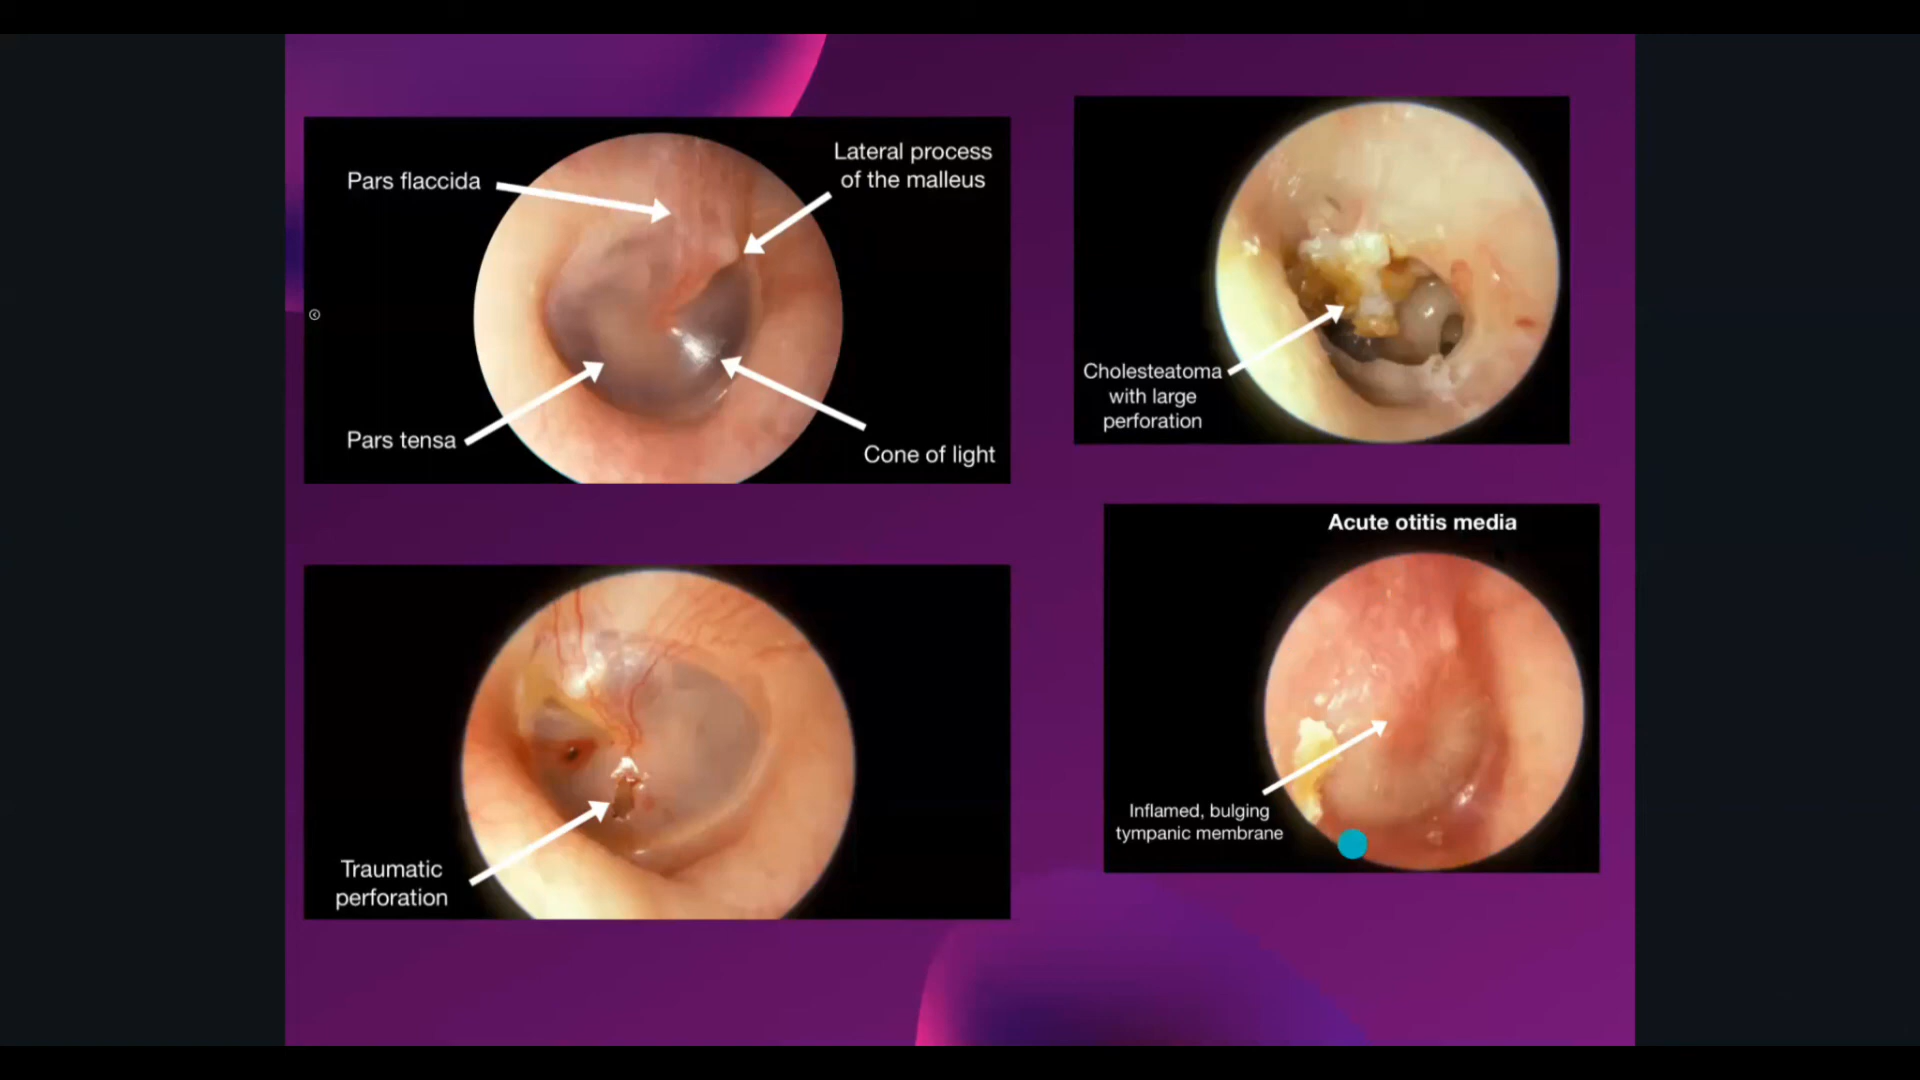 Pars flaccida
Lateral process
of the malleus
Pars tensa
Cone of light
Cholesteatoma
with large
perforation
Traumatic
perforation
Acute otitis media
Inflamed, bulging
tympanic membrane